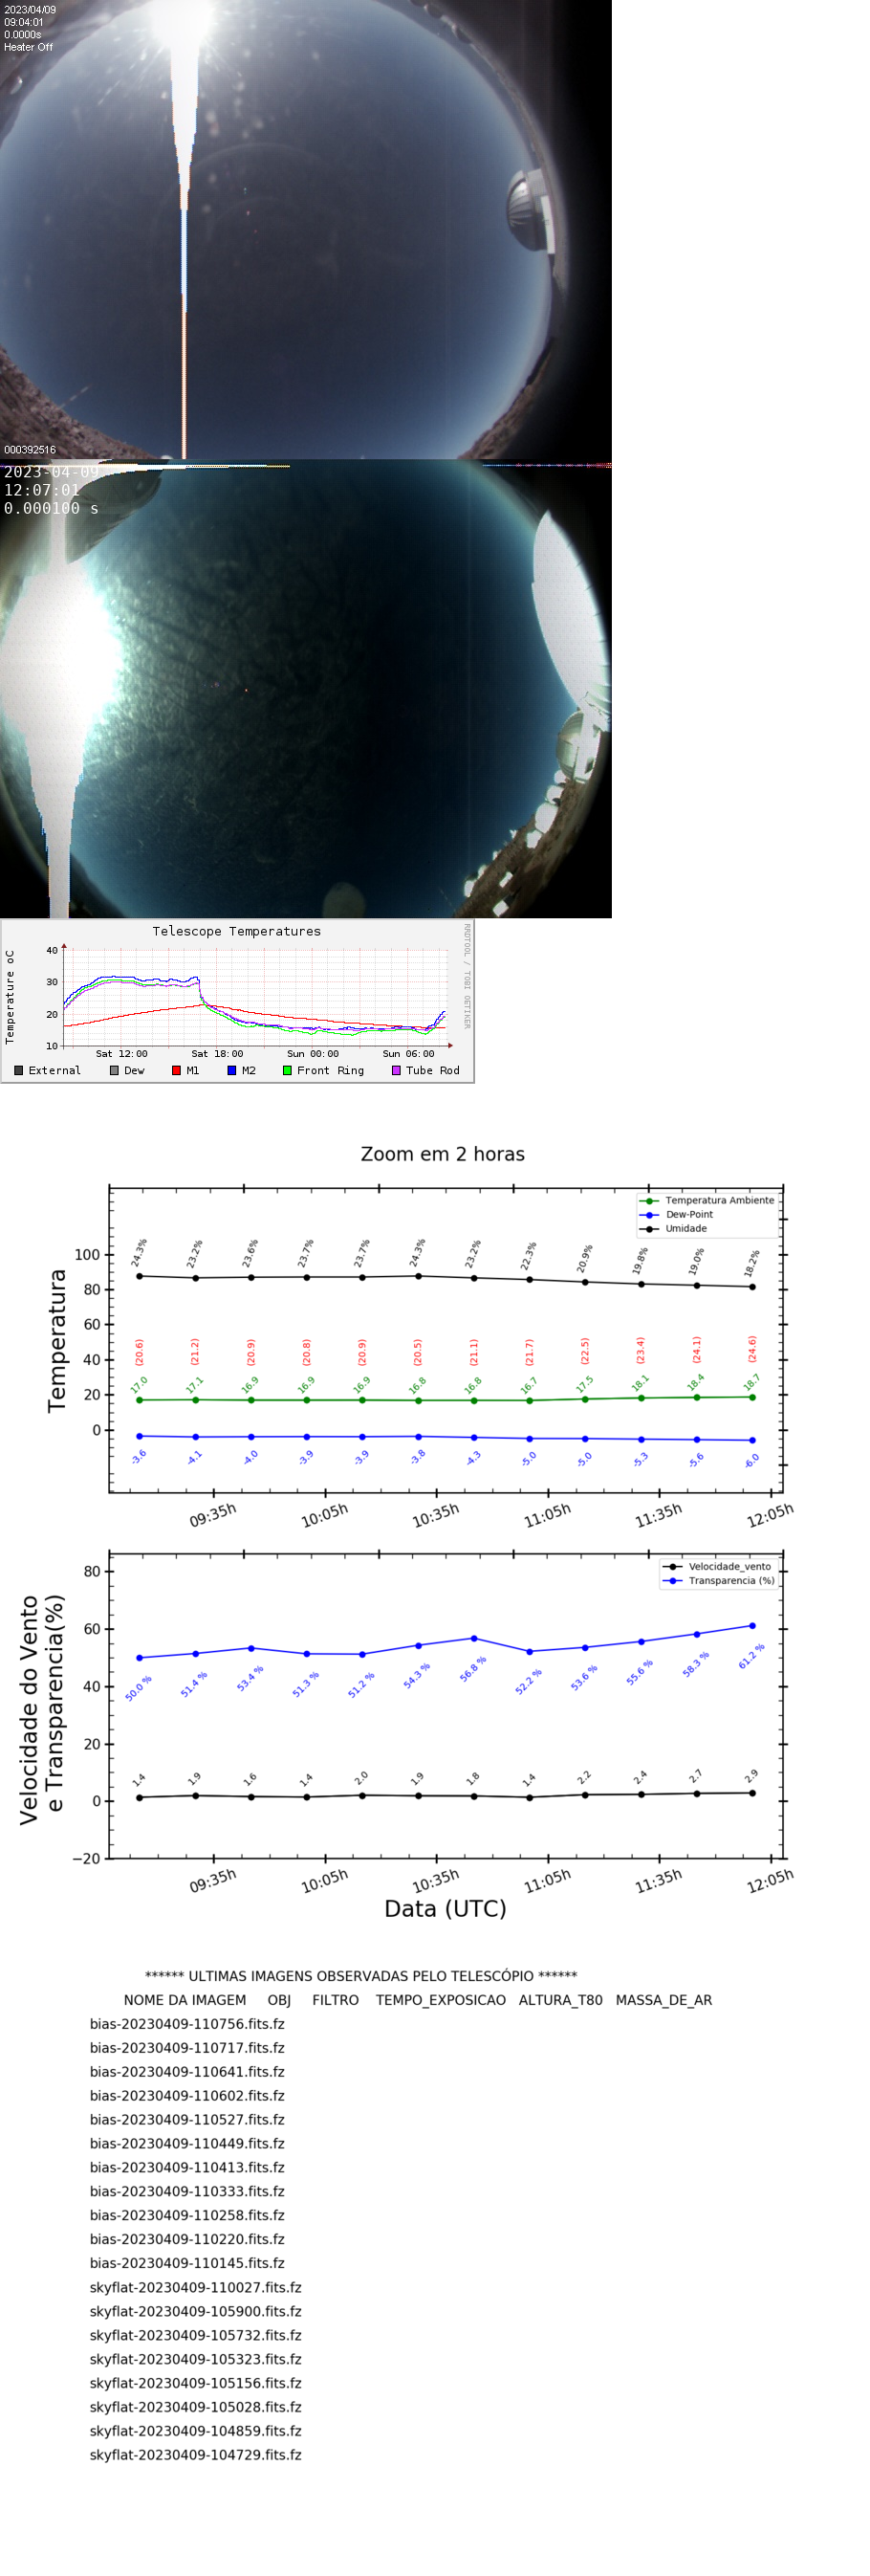 2023/04/09
09:04:01
0.0000s
Heater Off
000392516
2023-04-09
12:07:01
0.000100 s
Telescope Temperatures
RRDTOOL / TOBI OETIKER
Temperature oC
40
30
20
10
Sat 12:00 Sat 18:00 Sun 00:00 Sun 06:00
External Dew M1 M2 Front Ring Tube Rod
Zoom em 2 horas
Temperatura Ambiente
Dew-Point
Umidade
Temperatura
100
80
60
40
20
0
24.3% 23.2% 23.6% 23.7% 23.7% 24.3% 23.2% 22.3% 20.9% 19.8% 19.0% 18.2%
(20.6) (21.2) (20.9) (20.8) (20.9) (20.5) (21.1) (21.7) (22.5) (23.4) (24.1) (24.6)
17.0 17.1 16.9 16.9 16.9 16.8 16.8 16.7 17.5 18.1 18.4 18.7
-3.6 -4.1 -4.0 -3.9 -3.9 -3.8 -4.3 -5.0 -5.0 -5.3 -5.6 -6.0
09:35h 10:05h 10:35h 11:05h 11:35h 12:05h
Velocidade_vento
Transparencia (%)
Velocidade do Vento
e Transparencia(%)
80
60
40
20
0
−20
50.0 % 51.4 % 53.4 % 51.3 % 51.2 % 54.3 % 56.8 % 52.2 % 53.6 % 55.6 % 58.3 % 61.2 %
1.4 1.9 1.6 1.4 2.0 1.9 1.8 1.4 2.2 2.4 2.7 2.9
09:35h 10:05h 10:35h 11:05h 11:35h 12:05h
Data (UTC)
****** ULTIMAS IMAGENS OBSERVADAS PELO TELESCÓPIO ******
NOME DA IMAGEM OBJ FILTRO TEMPO_EXPOSICAO ALTURA_T80 MASSA_DE_AR
bias-20230409-110756.fits.fz
bias-20230409-110717.fits.fz
bias-20230409-110641.fits.fz
bias-20230409-110602.fits.fz
bias-20230409-110527.fits.fz
bias-20230409-110449.fits.fz
bias-20230409-110413.fits.fz
bias-20230409-110333.fits.fz
bias-20230409-110258.fits.fz
bias-20230409-110220.fits.fz
bias-20230409-110145.fits.fz
skyflat-20230409-110027.fits.fz
skyflat-20230409-105900.fits.fz
skyflat-20230409-105732.fits.fz
skyflat-20230409-105323.fits.fz
skyflat-20230409-105156.fits.fz
skyflat-20230409-105028.fits.fz
skyflat-20230409-104859.fits.fz
skyflat-20230409-104729.fits.fz